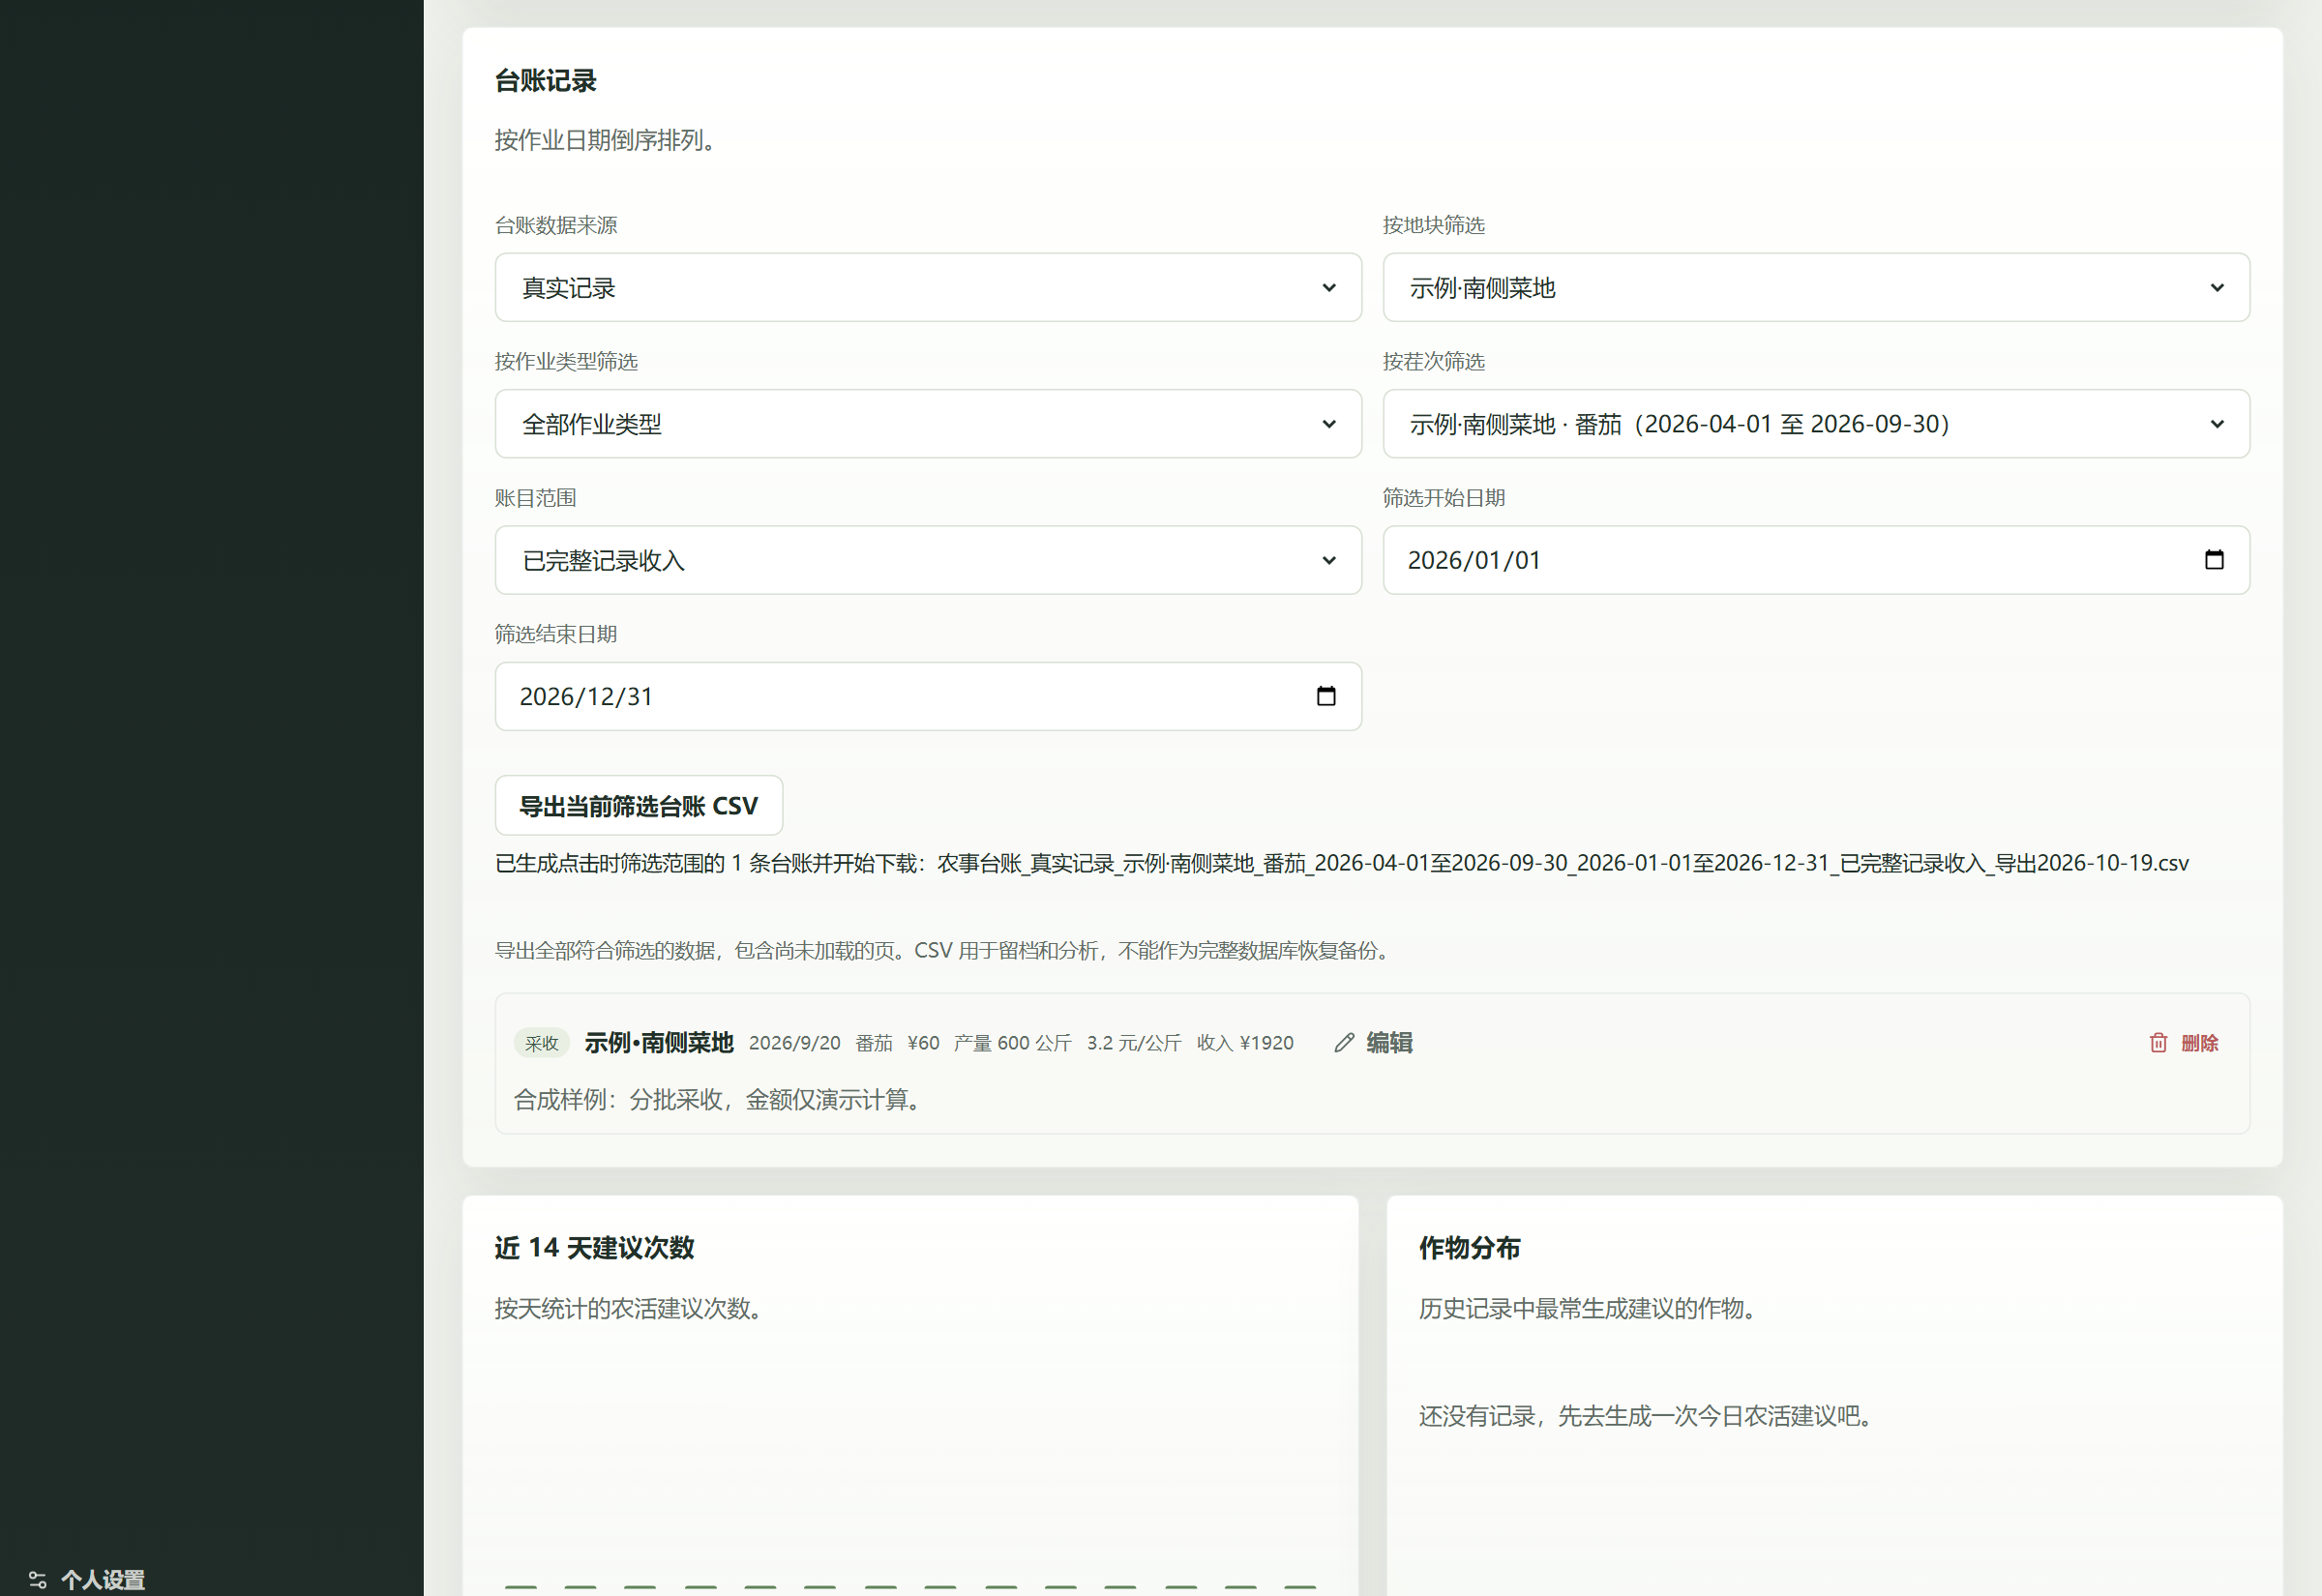 台账记录
按作业日期倒序排列。
台账数据来源
按地块筛选
真实记录
示例·南侧菜地
按作业类型筛选
按茬次筛选
全部作业类型
示例·南侧菜地 · 番茄（2026-04-01 至 2026-09-30）
账目范围
筛选开始日期
已完整记录收入
2026/01/01
筛选结束日期
2026/12/31
导出当前筛选台账 CSV
已生成点击时筛选范围的 1 条台账并开始下载：农事台账_真实记录_示例·南侧菜地_番茄_2026-04-01至2026-09-30_2026-01-01至2026-12-31_已完整记录收入_导出2026-10-19.csv
导出全部符合筛选的数据，包含尚未加载的页。CSV 用于留档和分析，不能作为完整数据库恢复备份。
采收 示例·南侧菜地 2026/9/20 番茄 ¥60 产量 600 公斤 3.2 元/公斤 收入 ¥1920 编辑 删除
合成样例：分批采收，金额仅演示计算。
近 14 天建议次数
按天统计的农活建议次数。
作物分布
历史记录中最常生成建议的作物。
还没有记录，先去生成一次今日农活建议吧。
个人设置